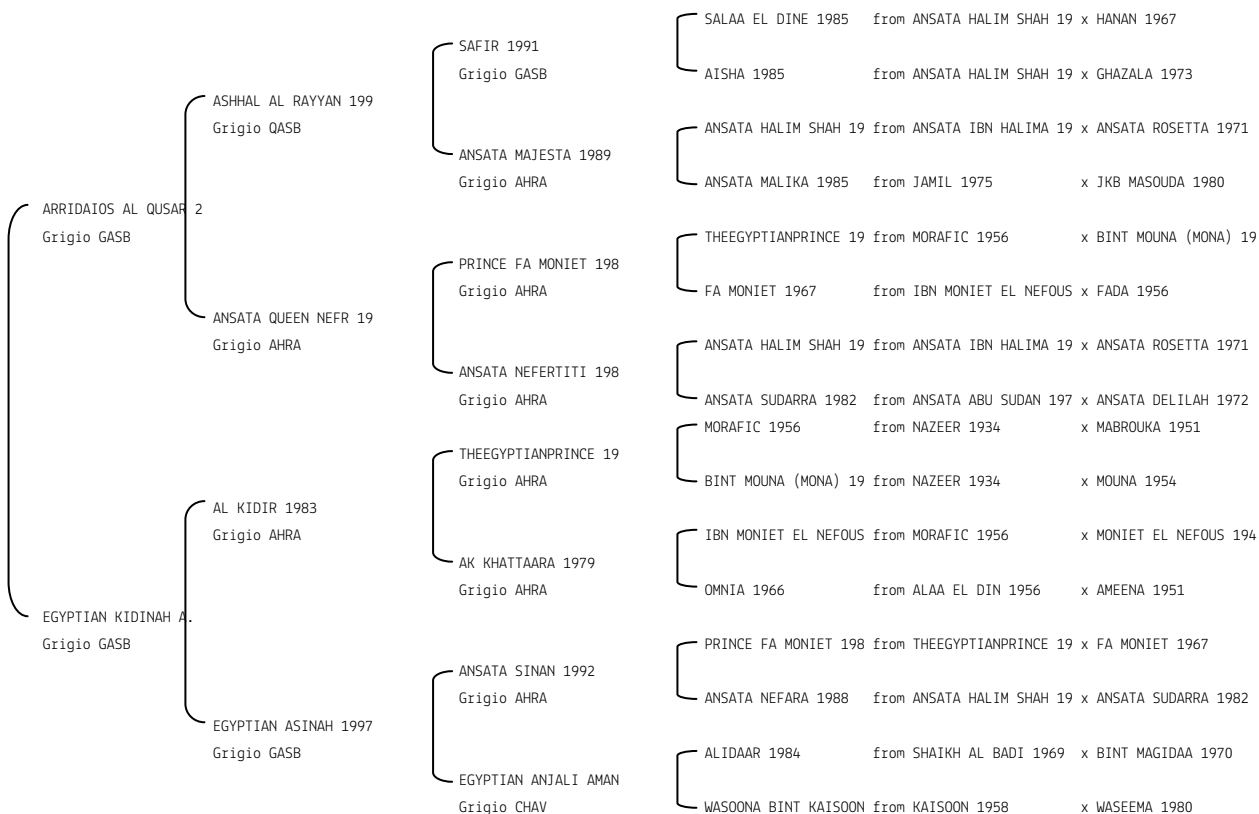 SALAA EL DINE 1985 from ANSATA HALIM SHAH 19 x HANAN 1967
SAFIR 1991
Grigio GASB
AISHA 1985 from ANSATA HALIM SHAH 19 x GHAZALA 1973
ASHHAL AL RAYYAN 199
Grigio QASB
ANSATA HALIM SHAH 19 from ANSATA IBN HALIMA 19 x ANSATA ROSETTA 1971
ANSATA MAJESTA 1989
Grigio AHRA
ANSATA MALIKA 1985 from JAMIL 1975 x JKB MASOUDA 1980
ARRIDAIOS AL QUSAR 2
Grigio GASB
THEEGYPTIANPRINCE 19 from MORAFIC 1956 x BINT MOUNA (MONA) 19
PRINCE FA MONIET 198
Grigio AHRA
FA MONIET 1967 from IBN MONIET EL NEFOUS x FADA 1956
ANSATA QUEEN NEFR 19
Grigio AHRA
ANSATA HALIM SHAH 19 from ANSATA IBN HALIMA 19 x ANSATA ROSETTA 1971
ANSATA NEFERTITI 198
Grigio AHRA
ANSATA SUDARRA 1982 from ANSATA ABU SUDAN 197 x ANSATA DELILAH 1972
MORAFIC 1956 from NAZEER 1934 x MABROUKA 1951
THEEGYPTIANPRINCE 19
Grigio AHRA
BINT MOUNA (MONA) 19 from NAZEER 1934 x MOUNA 1954
AL KIDIR 1983
Grigio AHRA
IBN MONIET EL NEFOUS from MORAFIC 1956 x MONIET EL NEFOUS 194
AK KHATTAARA 1979
Grigio AHRA
OMNIA 1966 from ALAA EL DIN 1956 x AMEENA 1951
EGYPTIAN KIDINAH A.
Grigio GASB
PRINCE FA MONIET 198 from THEEGYPTIANPRINCE 19 x FA MONIET 1967
ANSATA SINAN 1992
Grigio AHRA
ANSATA NEFARA 1988 from ANSATA HALIM SHAH 19 x ANSATA SUDARRA 1982
EGYPTIAN ASINAH 1997
Grigio GASB
ALIDAAR 1984 from SHAIKH AL BADI 1969 x BINT MAGIDAA 1970
EGYPTIAN ANJALI AMAN
Grigio CHAV
WASOONA BINT KAISOON from KAISOON 1958 x WASEEMA 1980